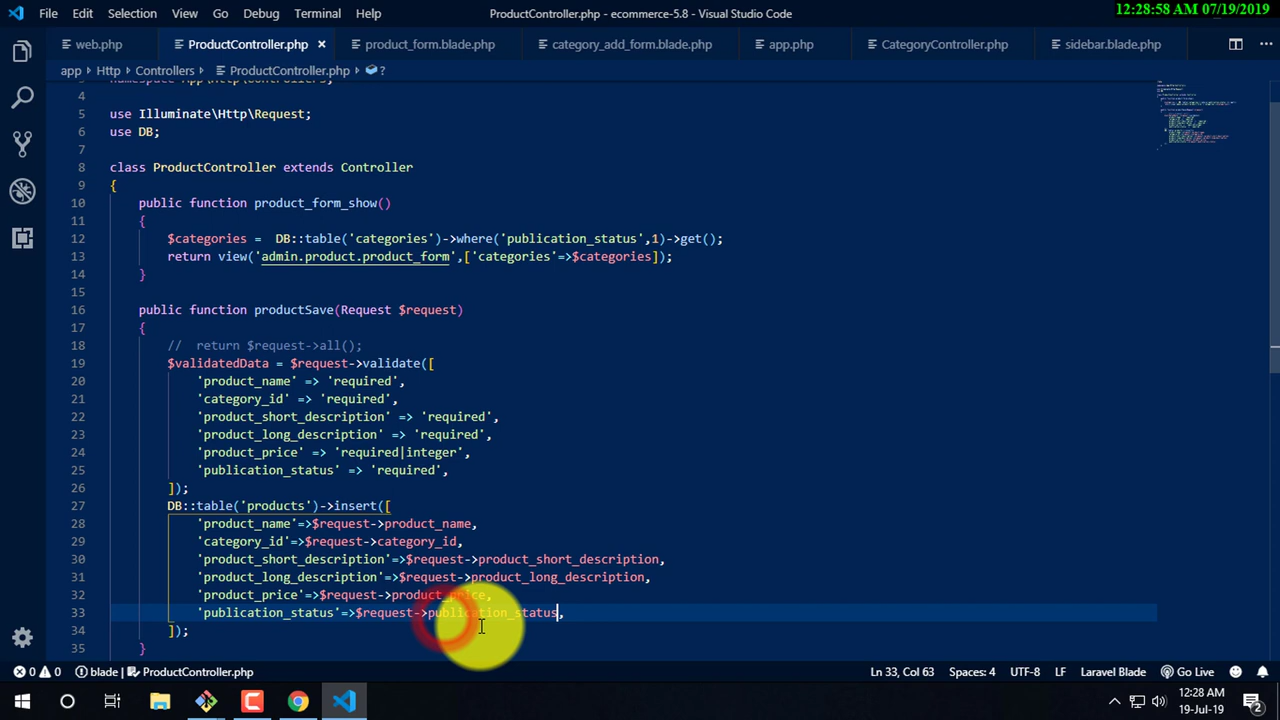 File Edit Selection View Go Debug Terminal Help ProductController.php - ecommerce-5.8 - Visual Studio Code 12:28:58 AM 07/19/2019
web.php ProductController.php × product_form.blade.php category_add_form.blade.php app.php CategoryController.php sidebar.blade.php
app › Http › Controllers › ProductController.php › ?
namespace App\Http\Controllers;
4
5 use Illuminate\Http\Request;
6 use DB;
7
8 class ProductController extends Controller
9 {
10 public function product_form_show()
11 {
12 $categories =  DB::table('categories')->where('publication_status',1)->get();
13 return view('admin.product.product_form',['categories'=>$categories]);
14 }
15
16 public function productSave(Request $request)
17 {
18 //  return $request->all();
19 $validatedData = $request->validate([
20 'product_name' => 'required',
21 'category_id' => 'required',
22 'product_short_description' => 'required',
23 'product_long_description' => 'required',
24 'product_price' => 'required|integer',
25 'publication_status' => 'required',
26 ]);
27 DB::table('products')->insert([
28 'product_name'=>$request->product_name,
29 'category_id'=>$request->category_id,
30 'product_short_description'=>$request->product_short_description,
31 'product_long_description'=>$request->product_long_description,
32 'product_price'=>$request->product_price,
33 'publication_status'=>$request->publication_status,
34 ]);
35 }
0 0 blade ProductController.php Ln 33, Col 63 Spaces: 4 UTF-8 LF Laravel Blade Go Live
12:28 AM
19-Jul-19
2